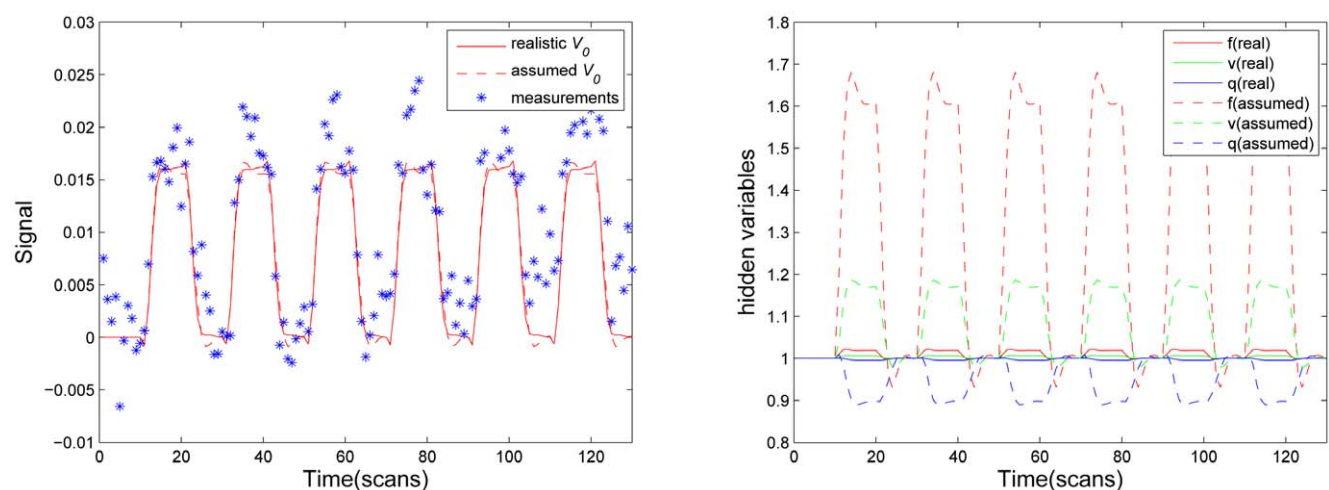 0.03
0.025
0.02
0.015
0.01
0.005
0
−0.005
−0.01
0 20 40 60 80 100 120
Signal
Time(scans)
realistic V0
assumed V0
measurements
1.8
1.7
1.6
1.5
1.4
1.3
1.2
1.1
1
0.9
0.8
0 20 40 60 80 100 120
hidden variables
Time(scans)
f(real)
v(real)
q(real)
f(assumed)
v(assumed)
q(assumed)